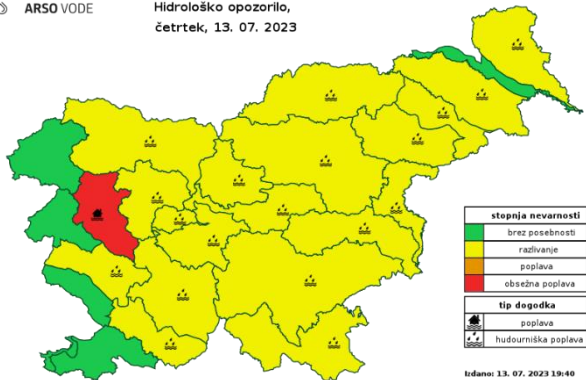 ARSO VODE
Hidrološko opozorilo,
četrtek, 13. 07. 2023
stopnja nevarnosti
brez posebnosti
razlivanje
poplava
obsežna poplava
tip dogodka
poplava
hudourniška poplava
Izdano: 13. 07. 2023 19:40